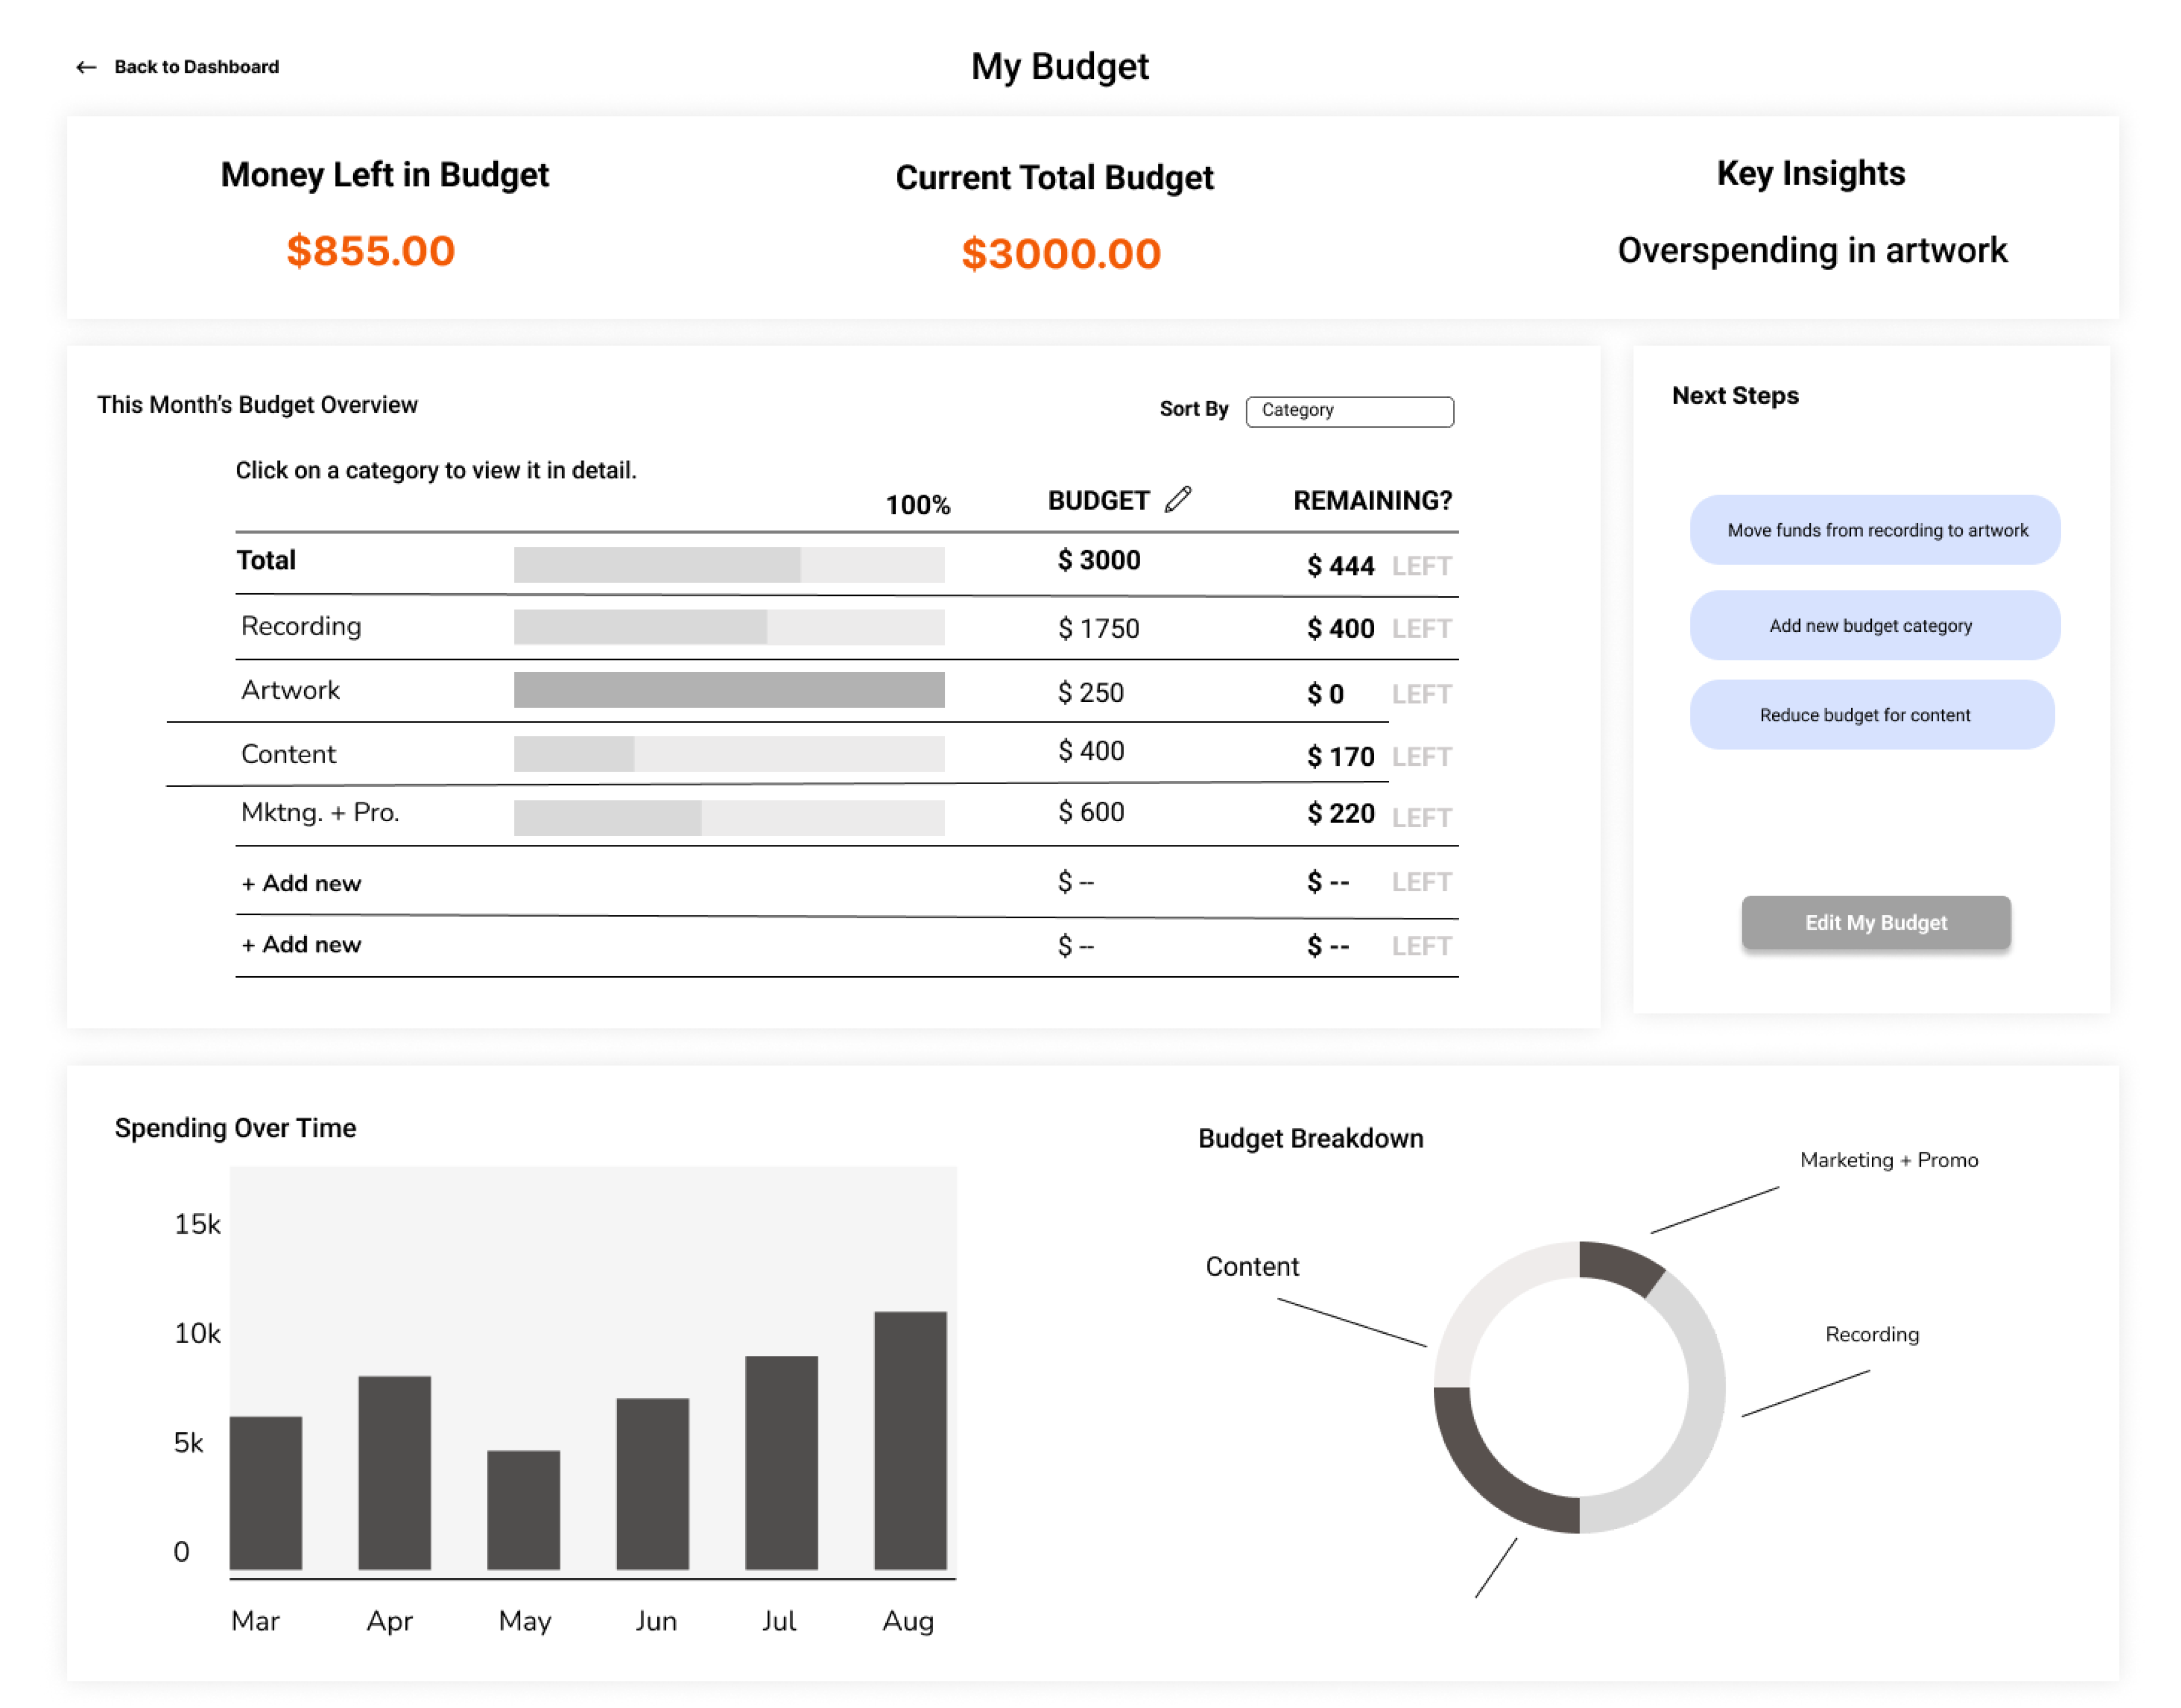 ← Back to Dashboard
My Budget
Money Left in Budget
$855.00
Current Total Budget
$3000.00
Key Insights
Overspending in artwork
This Month's Budget Overview
Sort By Category
Click on a category to view it in detail.
100% BUDGET REMAINING?
Total $ 3000 $ 444 LEFT
Recording $ 1750 $ 400 LEFT
Artwork $ 250 $ 0 LEFT
Content $ 400 $ 170 LEFT
Mktng. + Pro. $ 600 $ 220 LEFT
+ Add new $ -- $ -- LEFT
+ Add new $ -- $ -- LEFT
Next Steps
Move funds from recording to artwork
Add new budget category
Reduce budget for content
Edit My Budget
Spending Over Time
15k
10k
5k
0
Mar Apr May Jun Jul Aug
Budget Breakdown
Marketing + Promo
Content
Recording